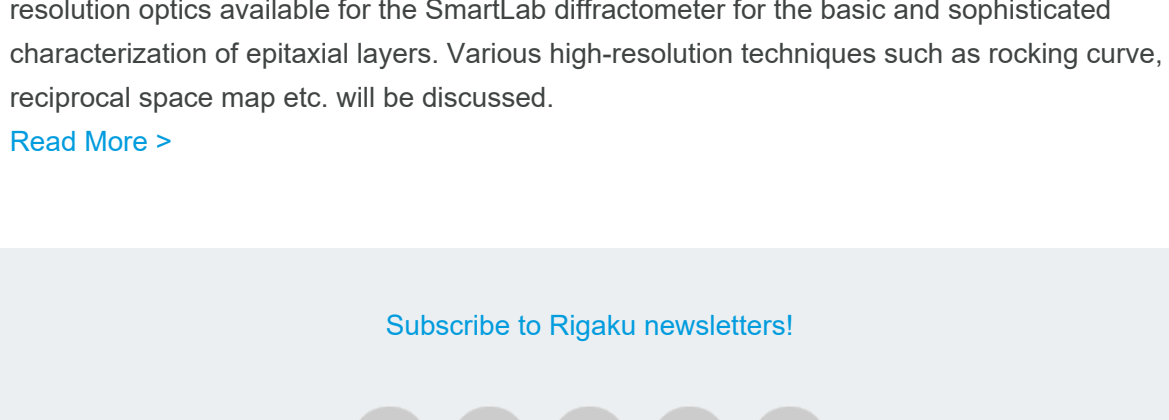 resolution optics available for the SmartLab diffractometer for the basic and sophisticated
characterization of epitaxial layers. Various high-resolution techniques such as rocking curve,
reciprocal space map etc. will be discussed.
Read More >
Subscribe to Rigaku newsletters!